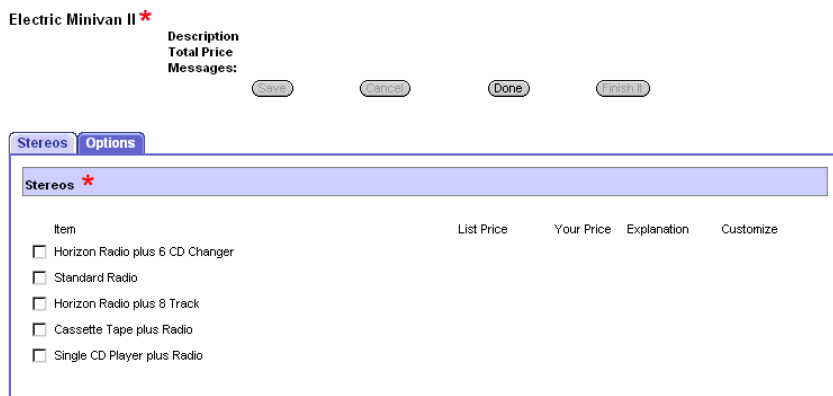 Electric Minivan II *
Description
Total Price
Messages:
Save Cancel Done Finish It
Stereos Options
Stereos *
Item List Price Your Price Explanation Customize
Horizon Radio plus 6 CD Changer
Standard Radio
Horizon Radio plus 8 Track
Cassette Tape plus Radio
Single CD Player plus Radio